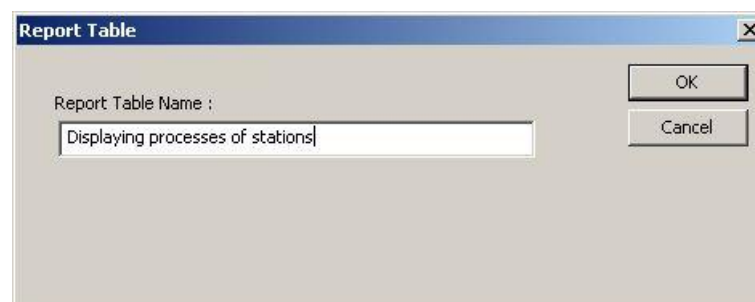 Report Table
OK
Report Table Name :
Displaying processes of stations
Cancel